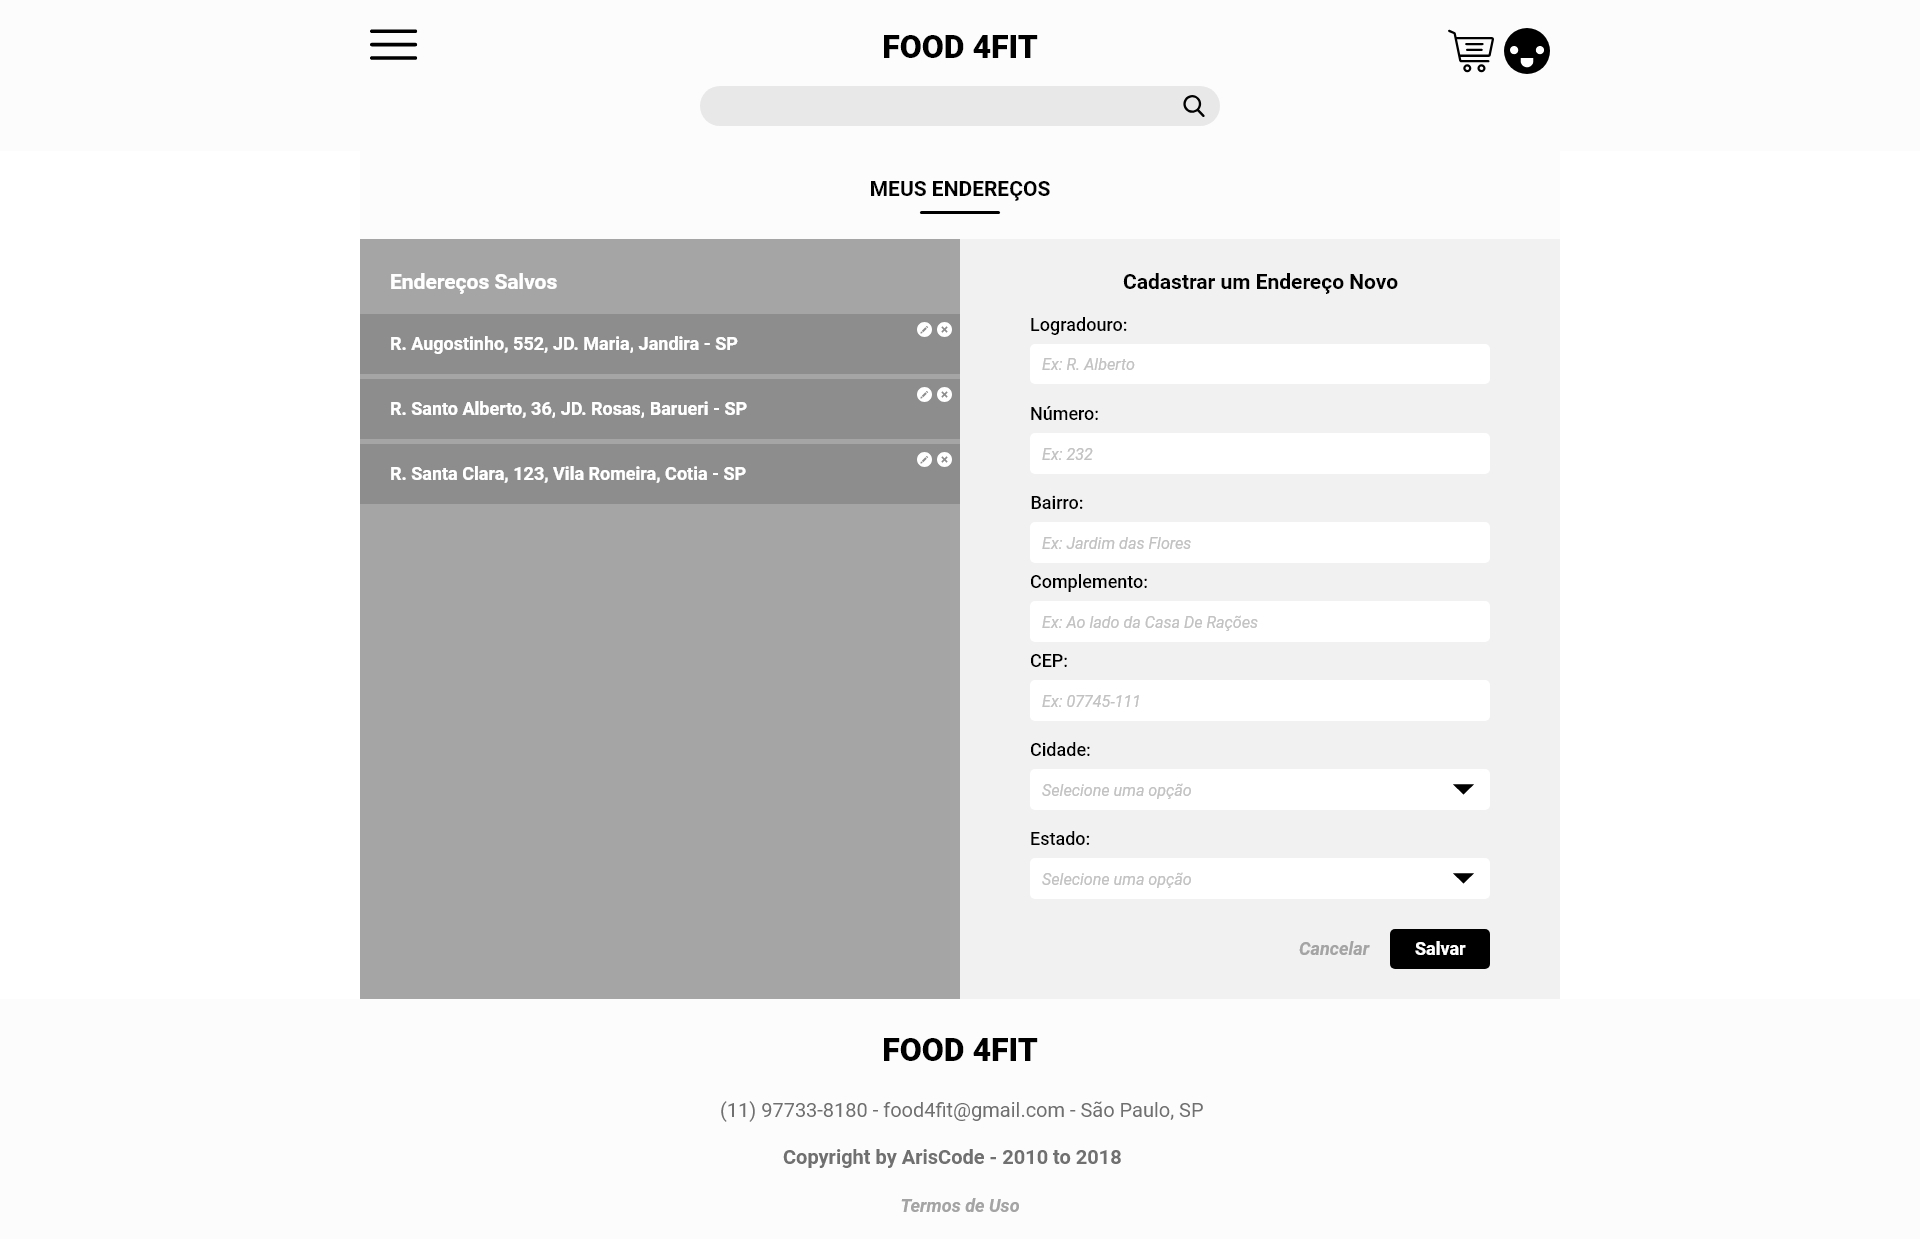 FOOD 4FIT
MEUS ENDEREÇOS
Endereços Salvos
R. Augostinho, 552, JD. Maria, Jandira - SP
R. Santo Alberto, 36, JD. Rosas, Barueri - SP
R. Santa Clara, 123, Vila Romeira, Cotia - SP
Cadastrar um Endereço Novo
Logradouro:
Ex: R. Alberto
Número:
Ex: 232
Bairro:
Ex: Jardim das Flores
Complemento:
Ex: Ao lado da Casa De Rações
CEP:
Ex: 07745-111
Cidade:
Selecione uma opção
Estado:
Selecione uma opção
Cancelar
Salvar
FOOD 4FIT
(11) 97733-8180 - food4fit@gmail.com - São Paulo, SP
Copyright by ArisCode - 2010 to 2018
Termos de Uso